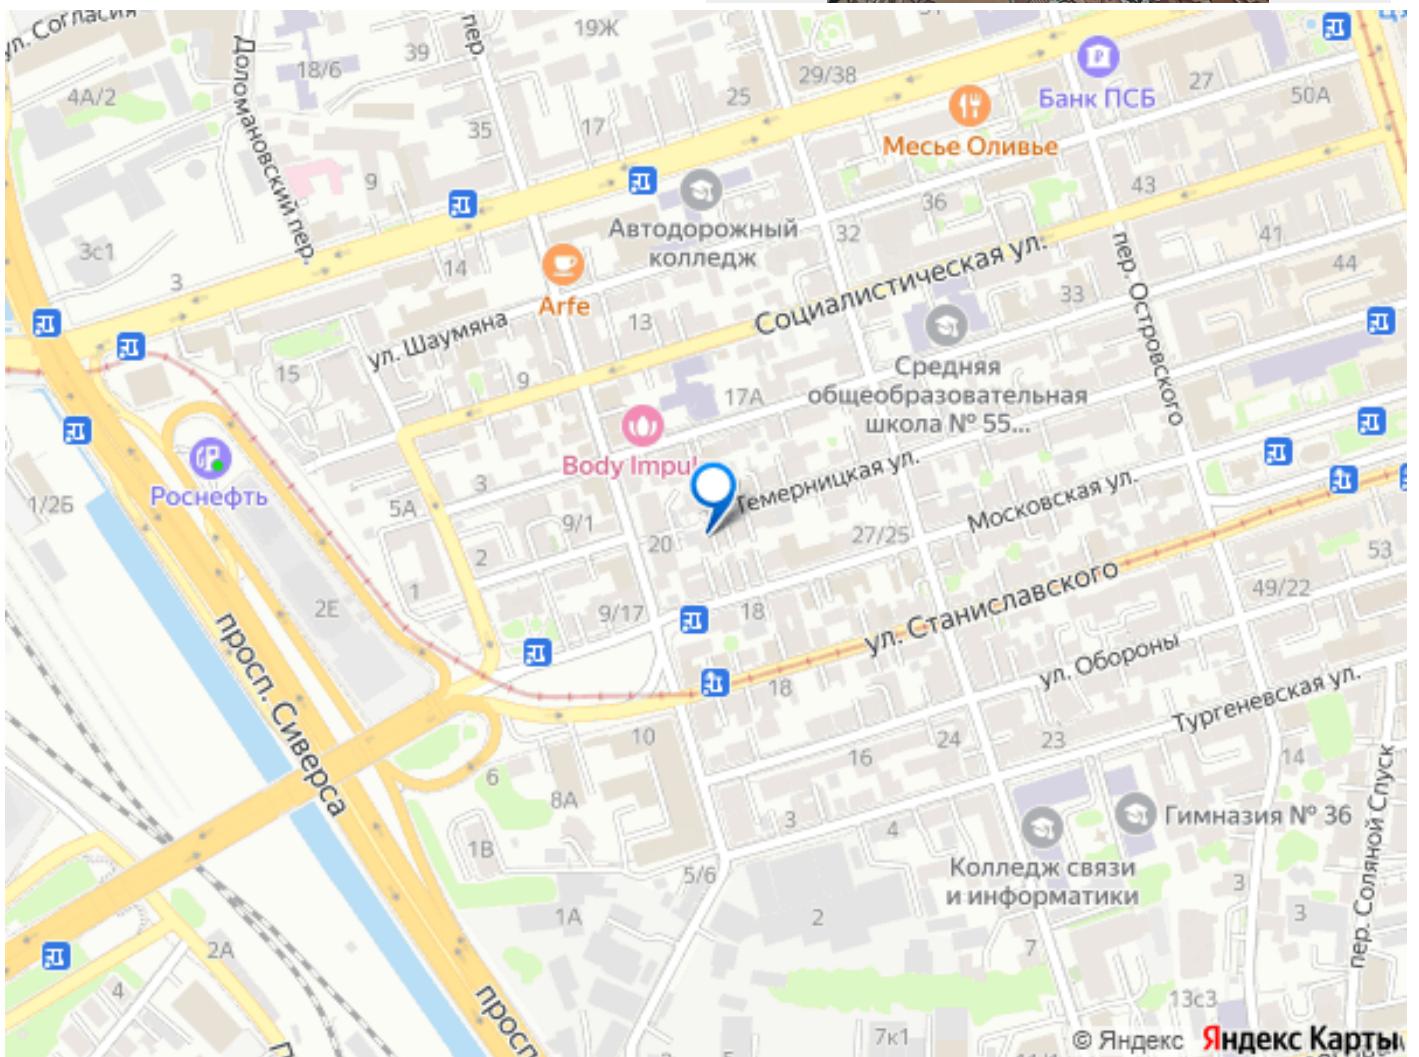 ул. Согласия
Доломановский пер.
пер.
19Ж
39
18/6
4А/2
29/38
25
17
35
Банк ПСБ
27
50А
Месье Оливье
9
43
36
Автодорожный
колледж
32
41
3с1
14
3
44
Arfe
Социалистическая ул.
пер. Островского
33
13
ул. Шаумяна
Средняя
общеобразовательная
школа № 55...
15
9
17А
Body Impul
Роснефть
1/2Б
3
5А
9/1
Темерницкая ул.
Московская ул.
20
27/25
2
53
1
2Е
9/17
18
49/22
ул. Станиславского
просп. Сиверса
ул. Обороны
18
Тургеневская ул.
10
24
23
16
14
6
8А
3
4
Гимназия № 36
1В
5/6
Колледж связи
и информатики
пер. Соляной Спуск
3
3
1А
2
7
2А
4
просп
13с3
7к1
5
© Яндекс Яндекс Карты